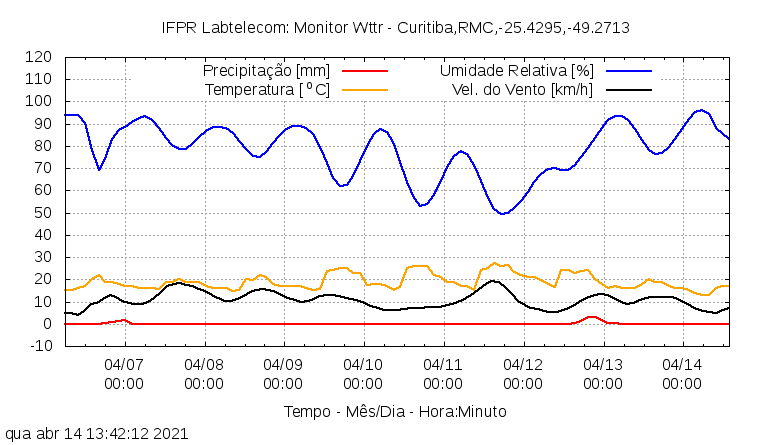 IFPR Labtelecom: Monitor Wttr - Curitiba,RMC,-25.4295,-49.2713
120
110
100
90
80
70
60
50
40
30
20
10
0
-10
Precipitação [mm]
Umidade Relativa [%]
Temperatura [ ⁰C]
Vel. do Vento [km/h]
04/07 04/08 04/09 04/10 04/11 04/12 04/13 04/14
00:00 00:00 00:00 00:00 00:00 00:00 00:00 00:00
Tempo - Mês/Dia - Hora:Minuto
qua abr 14 13:42:12 2021